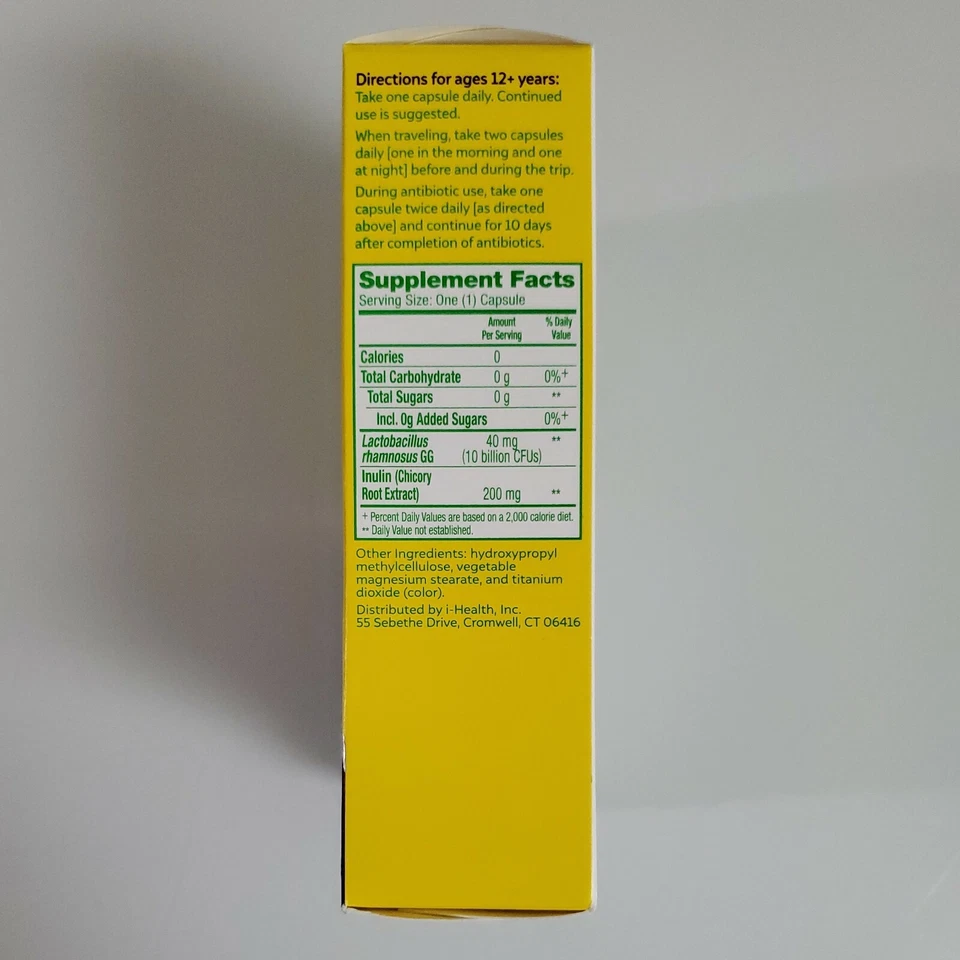 Directions for ages 12+ years:
Take one capsule daily. Continued
use is suggested.
When traveling, take two capsules
daily [one in the morning and one
at night] before and during the trip.
During antibiotic use, take one
capsule twice daily [as directed
above] and continue for 10 days
after completion of antibiotics.
Supplement Facts
Serving Size: One (1) Capsule
Amount Per Serving % Daily Value
Calories 0
Total Carbohydrate 0 g 0%+
Total Sugars 0 g **
Incl. 0g Added Sugars 0%+
Lactobacillus 40 mg **
rhamnosus GG (10 billion CFUs)
Inulin (Chicory
Root Extract) 200 mg **
+ Percent Daily Values are based on a 2,000 calorie diet.
** Daily Value not established.
Other Ingredients: hydroxypropyl
methylcellulose, vegetable
magnesium stearate, and titanium
dioxide (color).
Distributed by i-Health, Inc.
55 Sebethe Drive, Cromwell, CT 06416